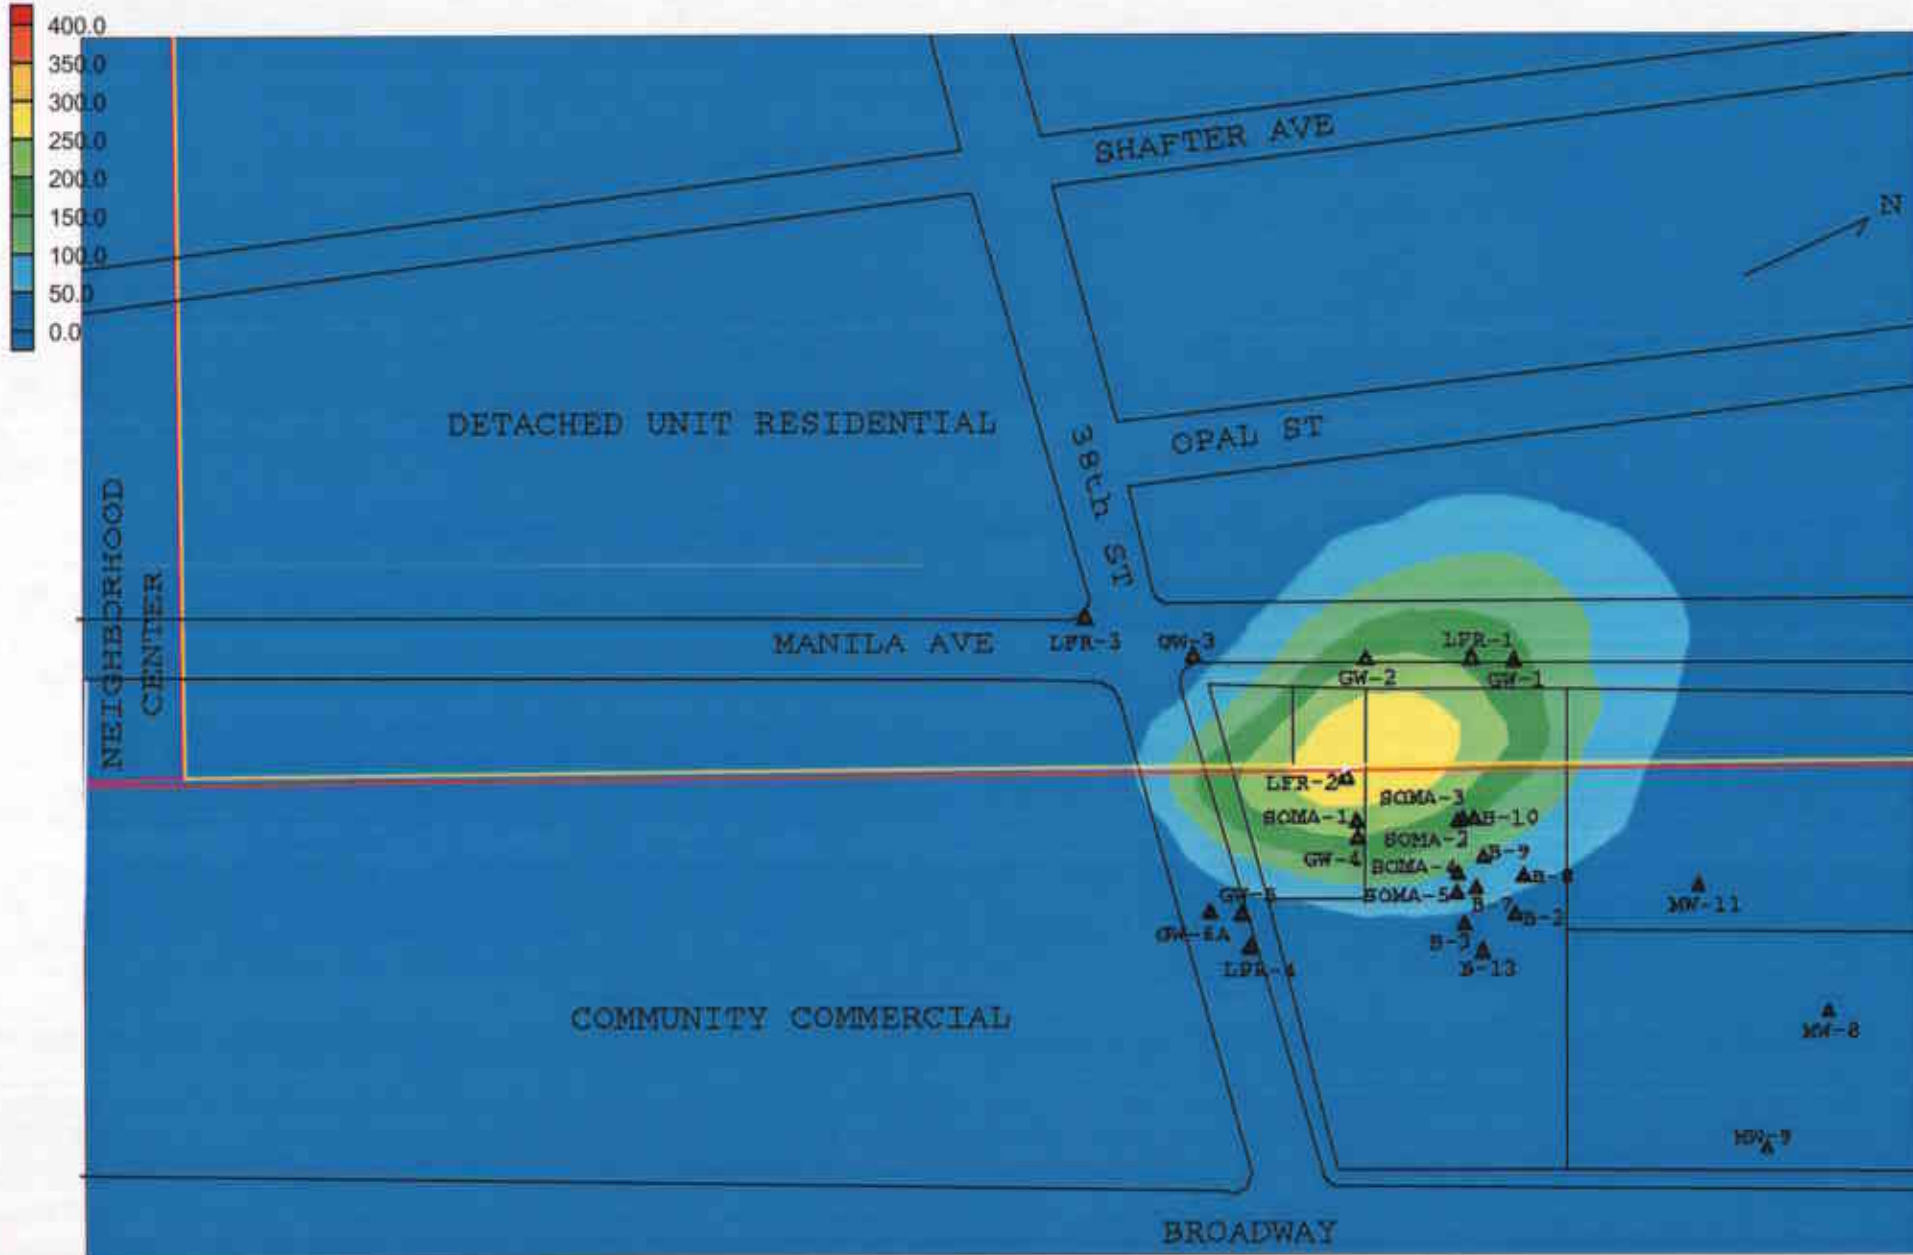 400.0
350.0
300.0
250.0
200.0
150.0
100.0
50.0
0.0
SHAFTER AVE
N
DETACHED UNIT RESIDENTIAL
38th ST
OPAL ST
NEIGHBORHOOD
CENTER
MANILA AVE
LFR-3
GW-3
LFR-1
GW-2
GW-1
LFR-2
SOMA-3
SOMA-1
B-10
SOMA-2
GW-4
B-9
SOMA-4
B-8
SOMA-5
B-7
MW-11
B-2
B-3
LFR-4
B-13
COMMUNITY COMMERCIAL
MW-8
MW-9
BROADWAY